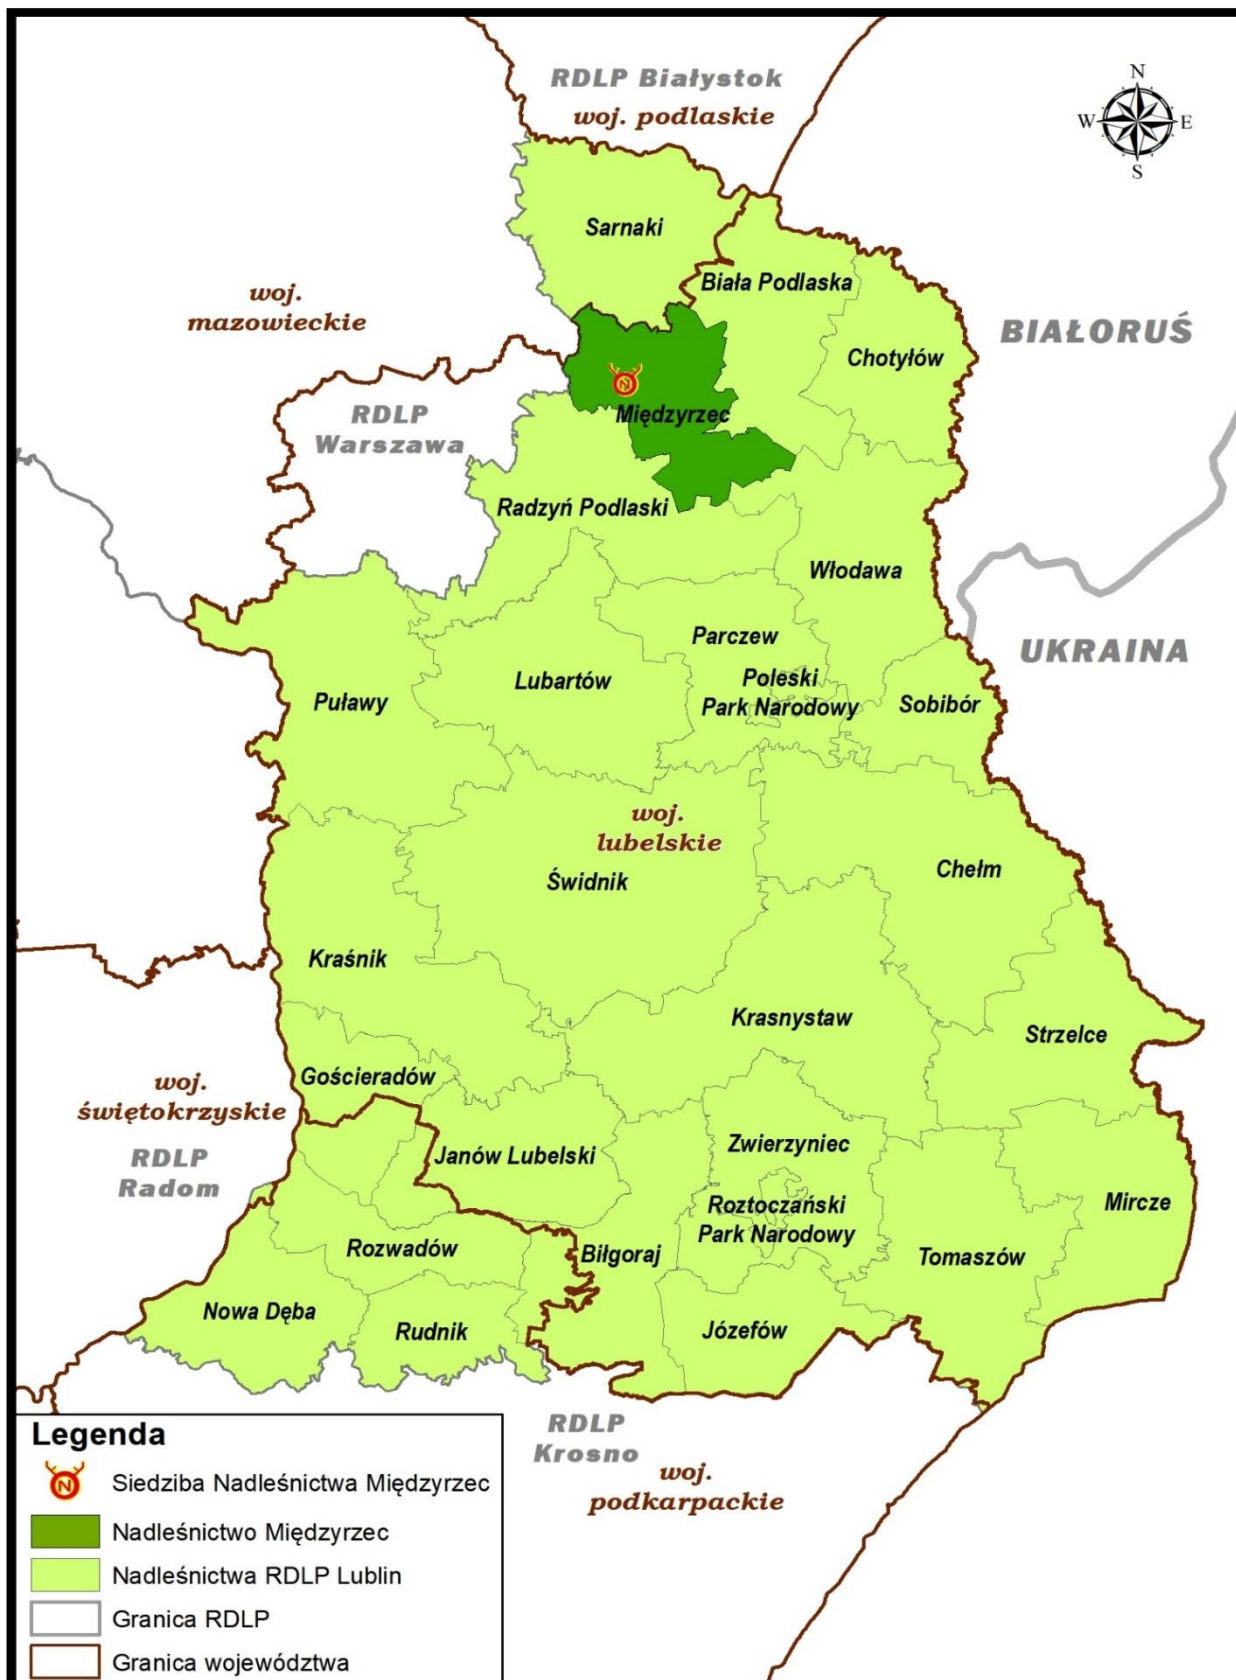 RDLP Białystok
woj. podlaskie
N
W
E
S
Sarnaki
Biała Podlaska
woj.
mazowieckie
BIAŁORUŚ
Chotyłów
N
RDLP
Warszawa
Międzyrzec
Radzyń Podlaski
Włodawa
Parczew
UKRAINA
Poleski
Park Narodowy
Lubartów
Puławy
Sobibór
woj.
lubelskie
Chełm
Świdnik
Kraśnik
Krasnystaw
Strzelce
Gościeradów
woj.
świętokrzyskie
Zwierzyniec
Janów Lubelski
RDLP
Radom
Roztoczański
Park Narodowy
Mircze
Rozwadów
Biłgoraj
Tomaszów
Nowa Dęba
Rudnik
Józefów
RDLP
Krosno
woj.
podkarpackie
Legenda
N
Siedziba Nadleśnictwa Międzyrzec
Nadleśnictwo Międzyrzec
Nadleśnictwa RDLP Lublin
Granica RDLP
Granica województwa